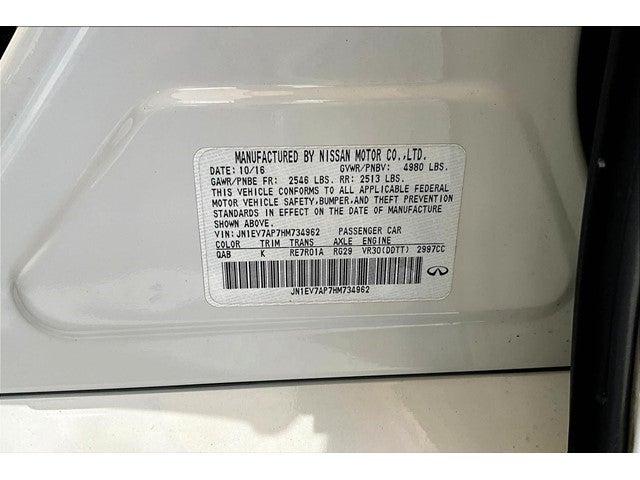 MANUFACTURED BY NISSAN MOTOR CO.,LTD.
DATE: 10/16 GVWR/PNBV: 4980 LBS.
GAWR/PNBE FR: 2546 LBS. RR: 2513 LBS.
THIS VEHICLE CONFORMS TO ALL APPLICABLE FEDERAL
MOTOR VEHICLE SAFETY,BUMPER,AND THEFT PREVENTION
STANDARDS IN EFFECT ON THE DATE OF MANUFACTURE
SHOWN ABOVE.
VIN: JN1EV7AP7HM734962 PASSENGER CAR
COLOR TRIM TRANS AXLE ENGINE
QAB K RE7R01A RG29 VR30(DDTT) 2997CC
JN1EV7AP7HM734962